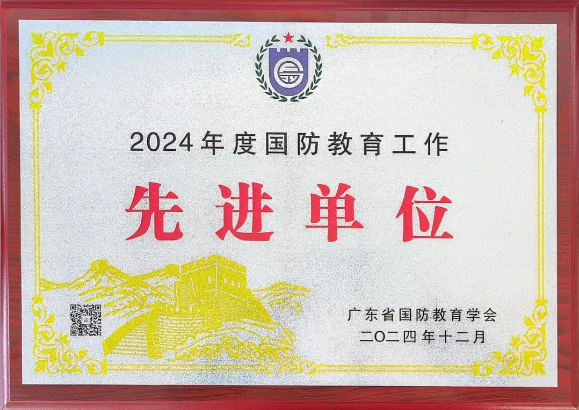 2024年度国防教育工作
先进单位
广东省国防教育学会
二〇二四年十二月